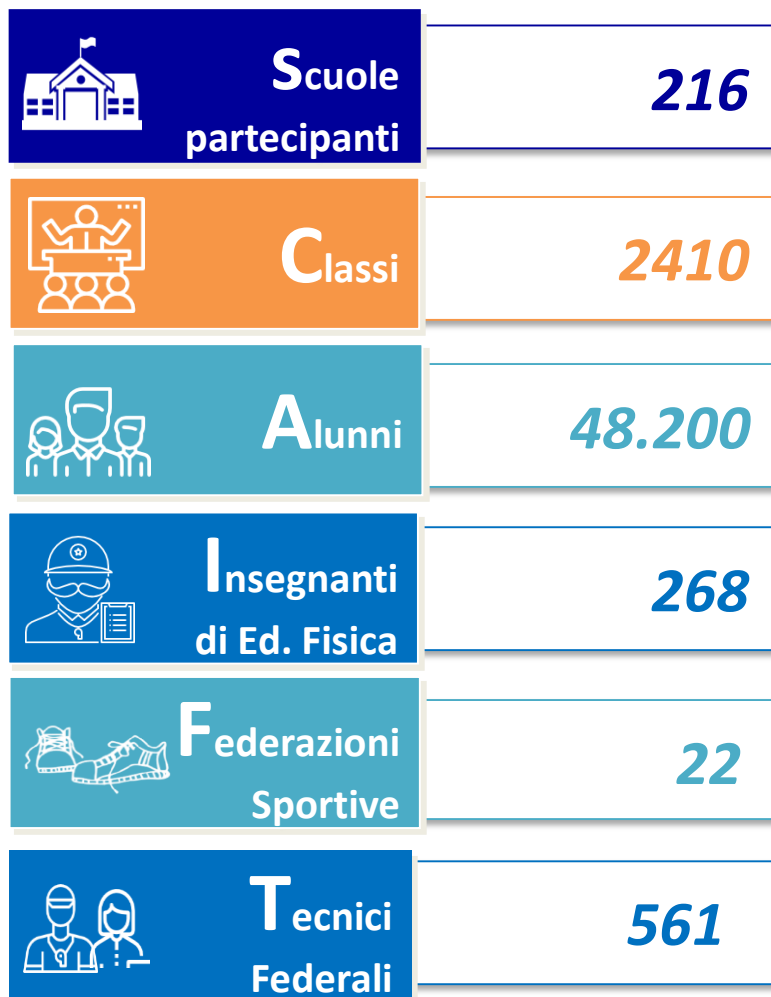 Scuole
partecipanti
216
Classi
2410
Alunni
48.200
Insegnanti
di Ed. Fisica
268
Federazioni
Sportive
22
Tecnici
Federali
561